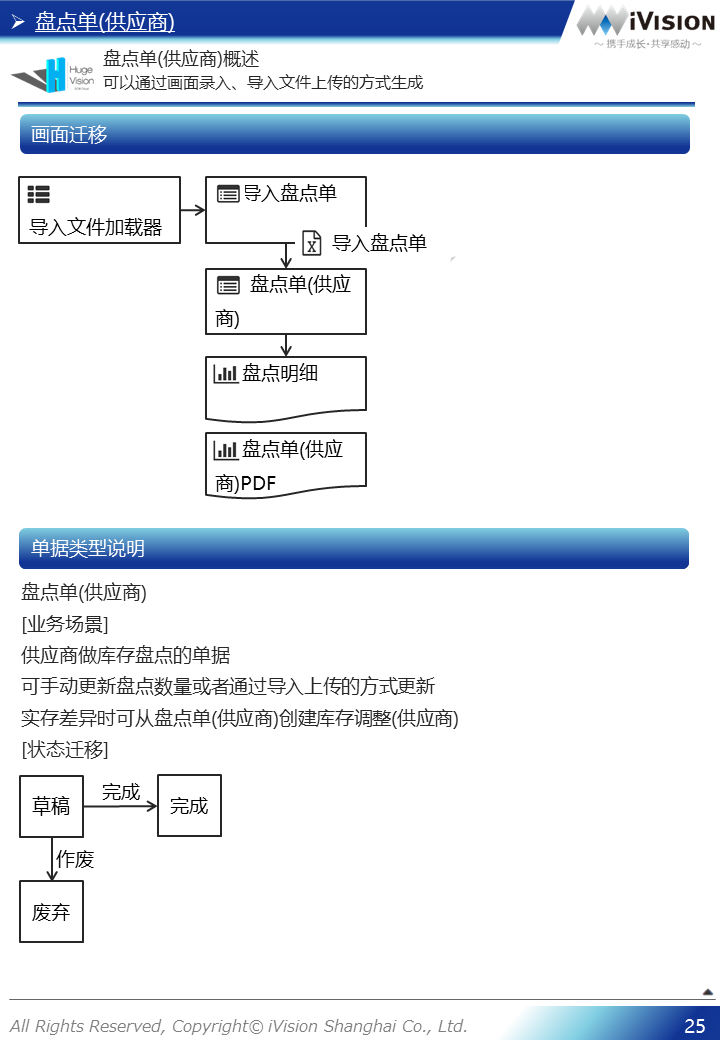 盘点单(供应商)
iVISION
～携手成长·共享感动～
Huge
Vision
盘点单(供应商)概述
可以通过画面录入、导入文件上传的方式生成
画面迁移
导入文件加载器
导入盘点单
导入盘点单
盘点单(供应
商)
盘点明细
盘点单(供应
商)PDF
单据类型说明
盘点单(供应商)
[业务场景]
供应商做库存盘点的单据
可手动更新盘点数量或者通过导入上传的方式更新
实存差异时可从盘点单(供应商)创建库存调整(供应商)
[状态迁移]
草稿
完成
完成
作废
废弃
All Rights Reserved, Copyright© iVision Shanghai Co., Ltd.
25